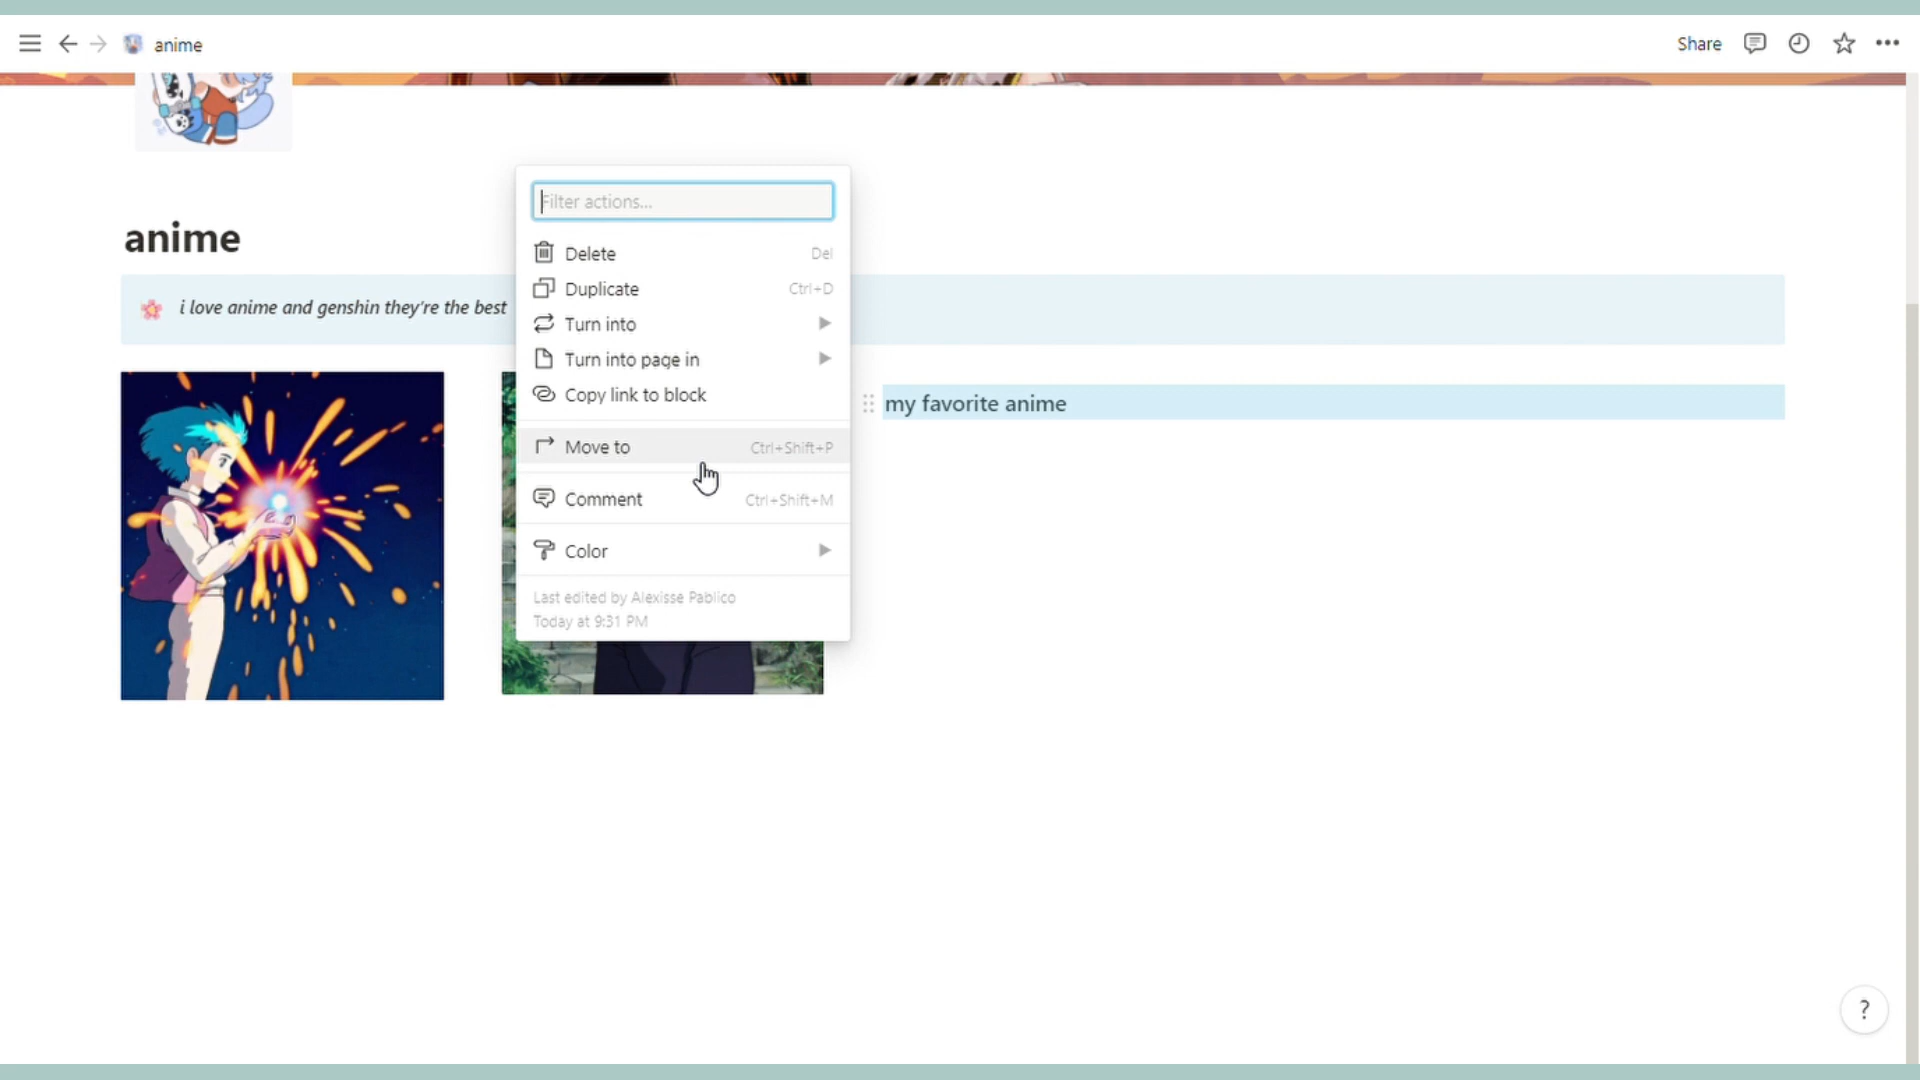 anime
Share
anime
i love anime and genshin they're the best
Filter actions...
Delete Del
Duplicate Ctrl+D
Turn into
Turn into page in
Copy link to block
Move to Ctrl+Shift+P
Comment Ctrl+Shift+M
Color
Last edited by Alexisse Pablico
Today at 9:31 PM
my favorite anime
?